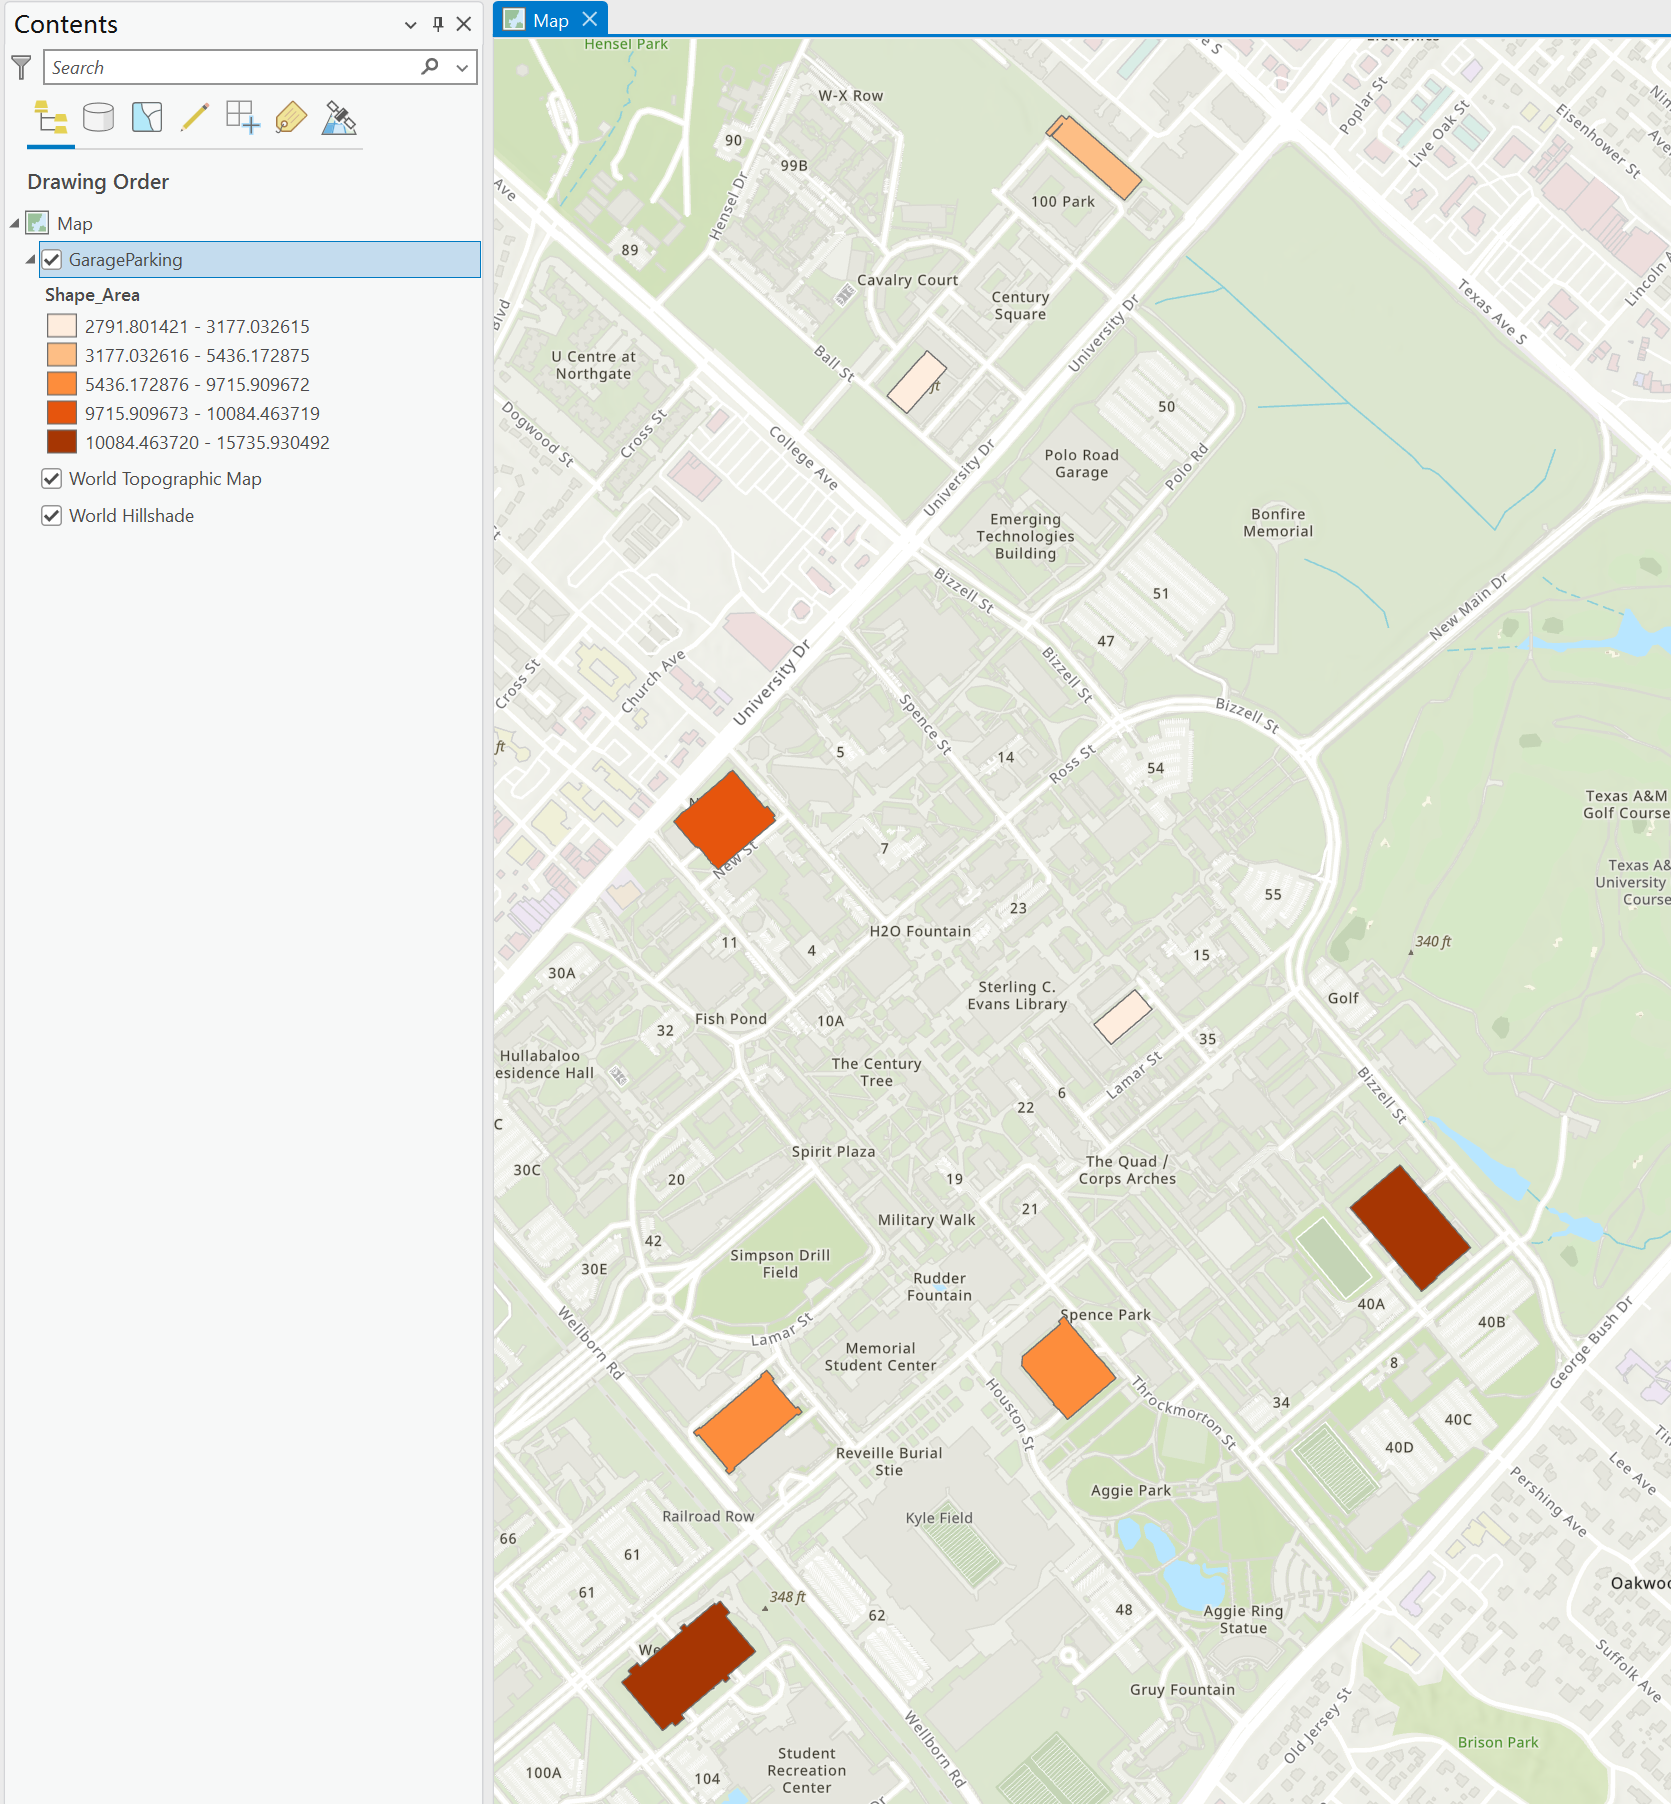 Contents
Search
Drawing Order
Map
GarageParking
Shape_Area
2791.801421 - 3177.032615
3177.032616 - 5436.172875
5436.172876 - 9715.909672
9715.909673 - 10084.463719
10084.463720 - 15735.930492
World Topographic Map
World Hillshade
Map
Hensel Park
W-X Row
90
99B
Hensel Dr
100 Park
Poplar St
Live Oak St
Eisenhower St
Ave
89
Cavalry Court
Century
Square
University Dr
Texas Ave S
Blvd
Ball St
U Centre at
Northgate
ft
50
Dogwood St
Cross St
College Ave
University Dr
Polo Road
Garage
Polo Rd
Emerging
Technologies
Building
Bonfire
Memorial
Bizzell St
51
47
New Main Dr
Cross St
Church Ave
University Dr
Bizzell St
Spence St
Bizzell St
ft
5
14
Ross St
54
Texas A&M
Golf Course
New St
7
Texas A&
University
Course
55
23
H2O Fountain
11
4
340 ft
15
30A
Sterling C.
Evans Library
Golf
Fish Pond
10A
32
35
Hullabaloo
esidence Hall
The Century
Tree
Lamar St
6
22
Bizzell St
C
Spirit Plaza
30C
20
19
The Quad /
Corps Arches
21
Military Walk
42
Simpson Drill
Field
30E
Rudder
Fountain
40A
Spence Park
40B
Wellborn Rd
Lamar St
Memorial
Student Center
8
George Bush Dr
Houston St
Throckmorton St
34
40C
40D
Reveille Burial
Stie
Lee Ave
Aggie Park
Pershing Ave
Railroad Row
Kyle Field
66
61
61
348 ft
62
48
Aggie Ring
Statue
Oakwoo
We
Suffolk Ave
Gruy Fountain
Wellborn Rd
Old Jersey St
Brison Park
Student
Recreation
Center
100A
104